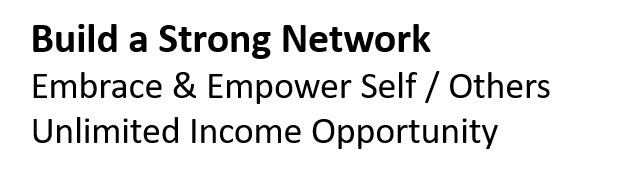 Build a Strong Network
Embrace & Empower Self / Others
Unlimited Income Opportunity